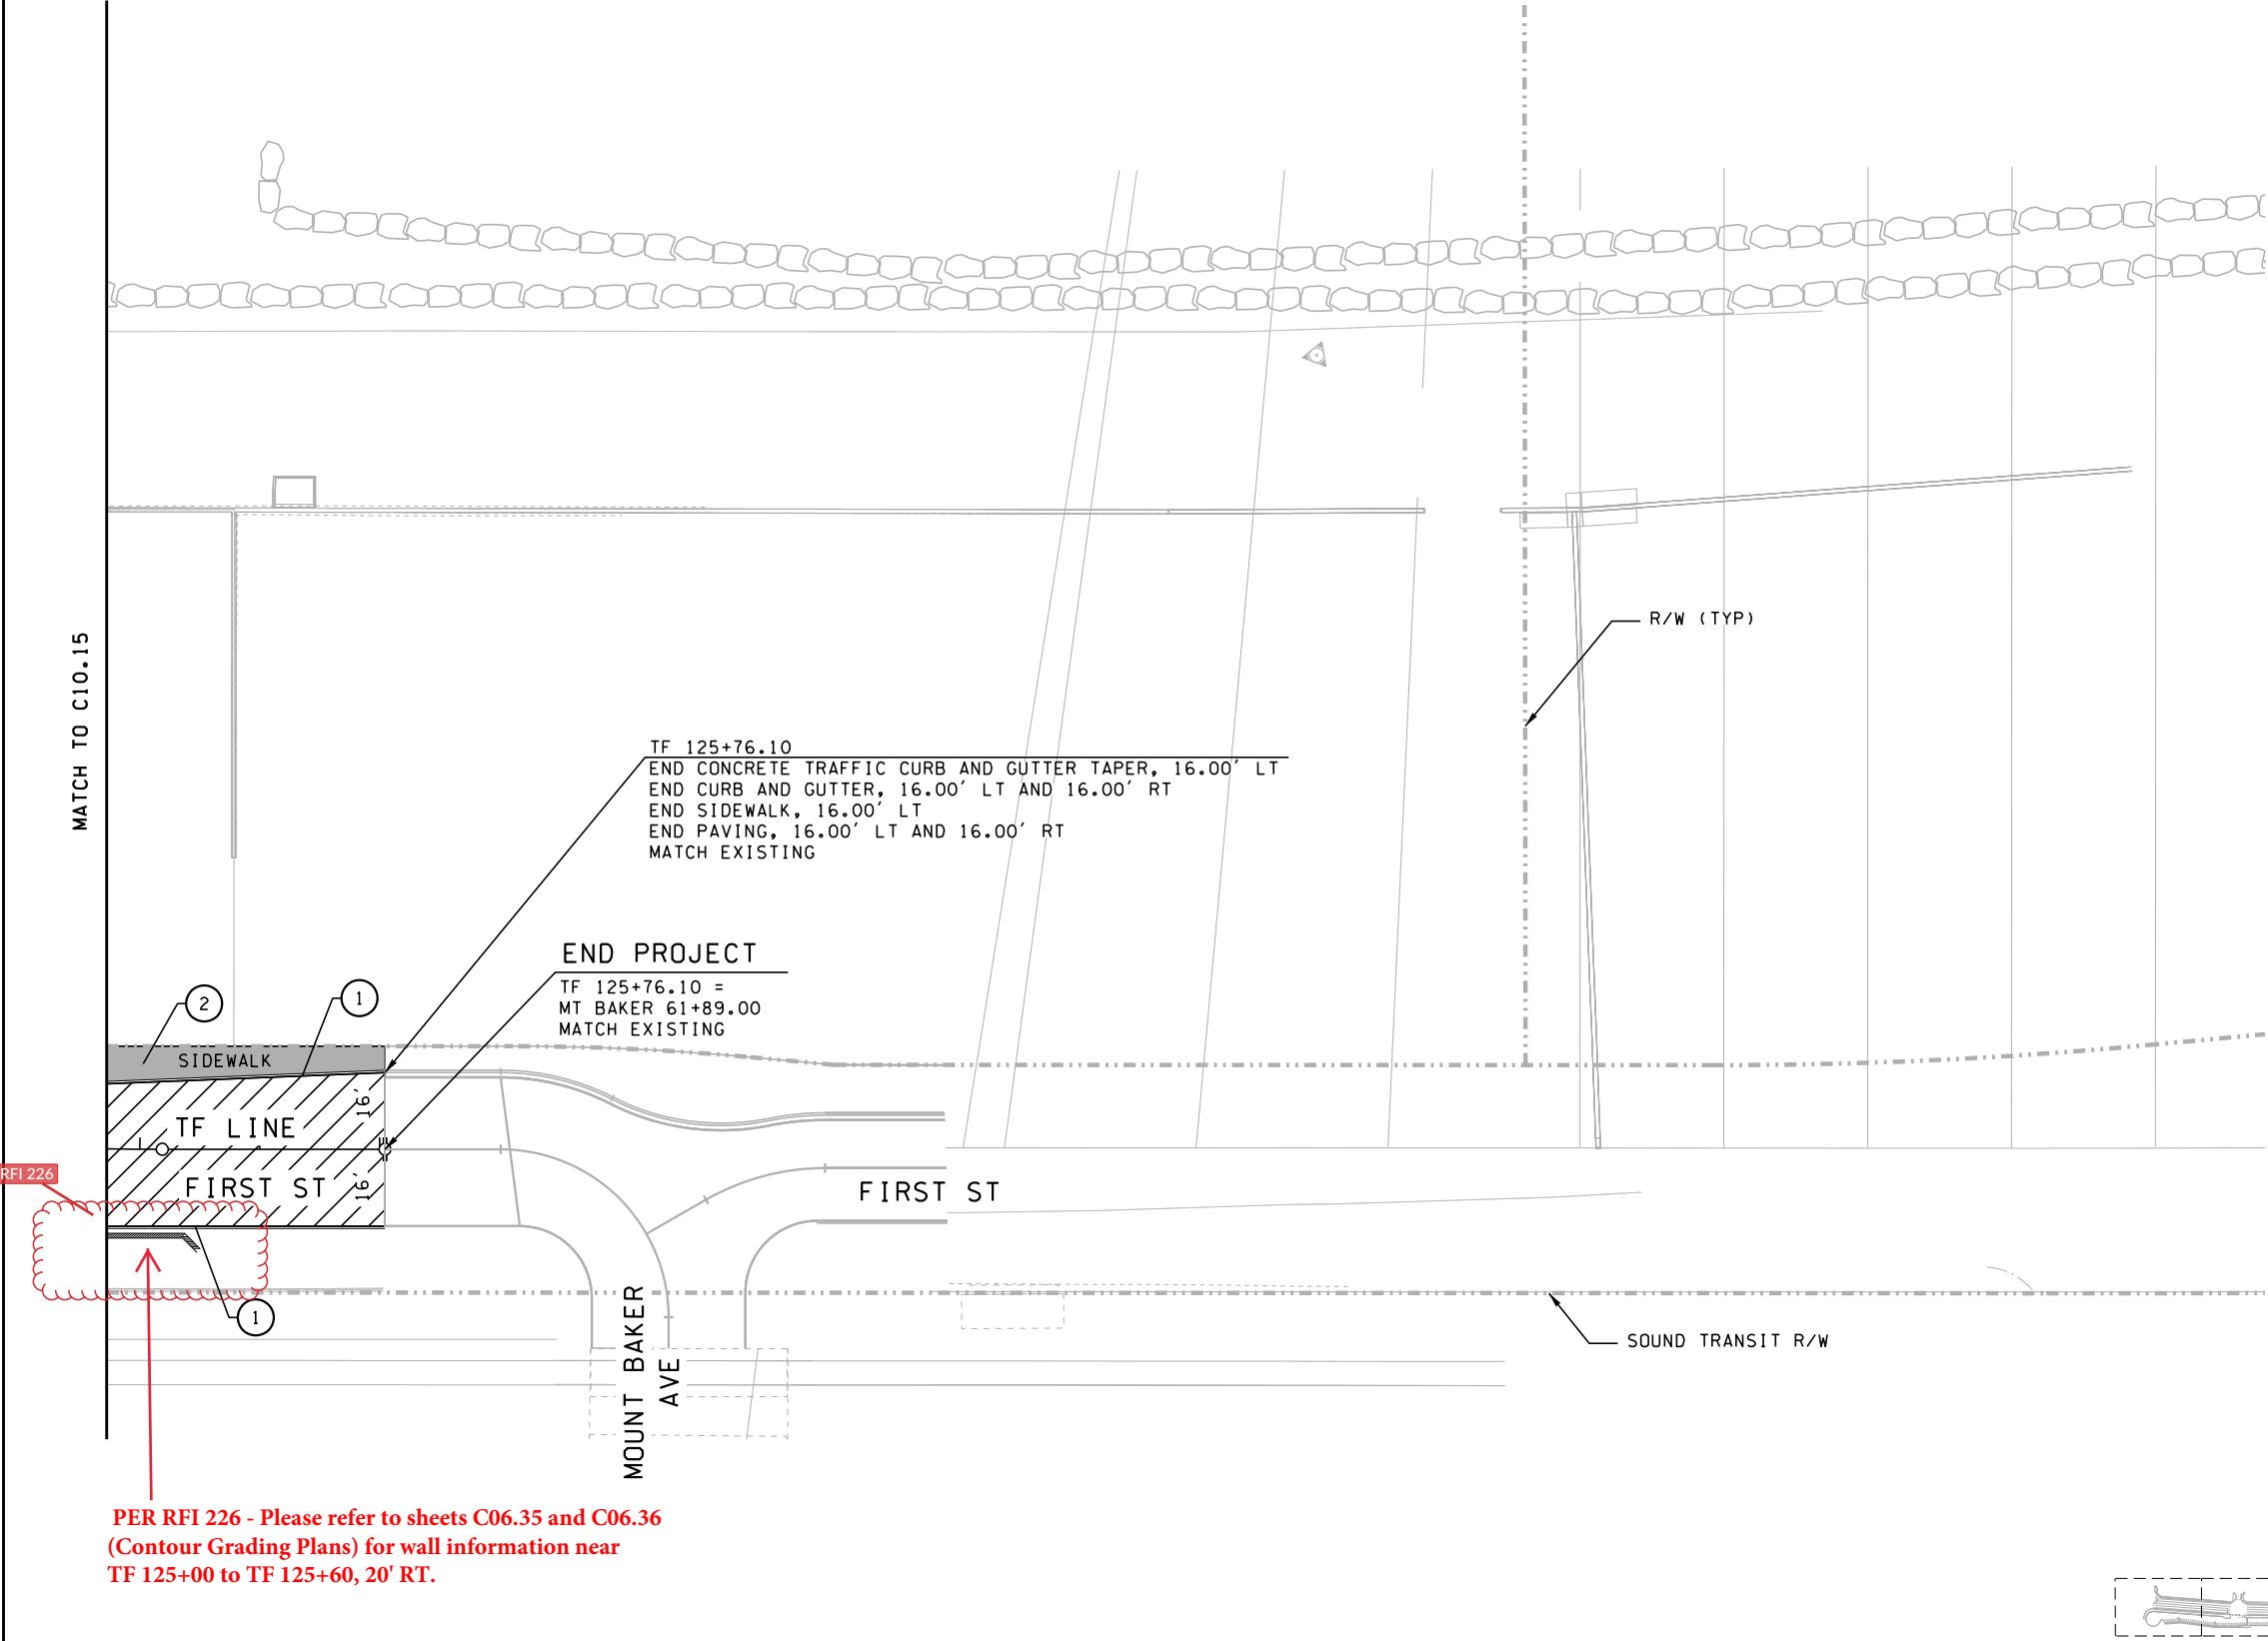 MATCH TO C10.15
R/W (TYP)
TF 125+76.10
END CONCRETE TRAFFIC CURB AND GUTTER TAPER, 16.00' LT
END CURB AND GUTTER, 16.00' LT AND 16.00' RT
END SIDEWALK, 16.00' LT
END PAVING, 16.00' LT AND 16.00' RT
MATCH EXISTING
END PROJECT
TF 125+76.10 =
MT BAKER 61+89.00
MATCH EXISTING
2
1
SIDEWALK
16'
TF LINE
RFI 226
FIRST ST
16'
FIRST ST
1
MOUNT BAKER
AVE
SOUND TRANSIT R/W
PER RFI 226 - Please refer to sheets C06.35 and C06.36
(Contour Grading Plans) for wall information near
TF 125+00 to TF 125+60, 20' RT.